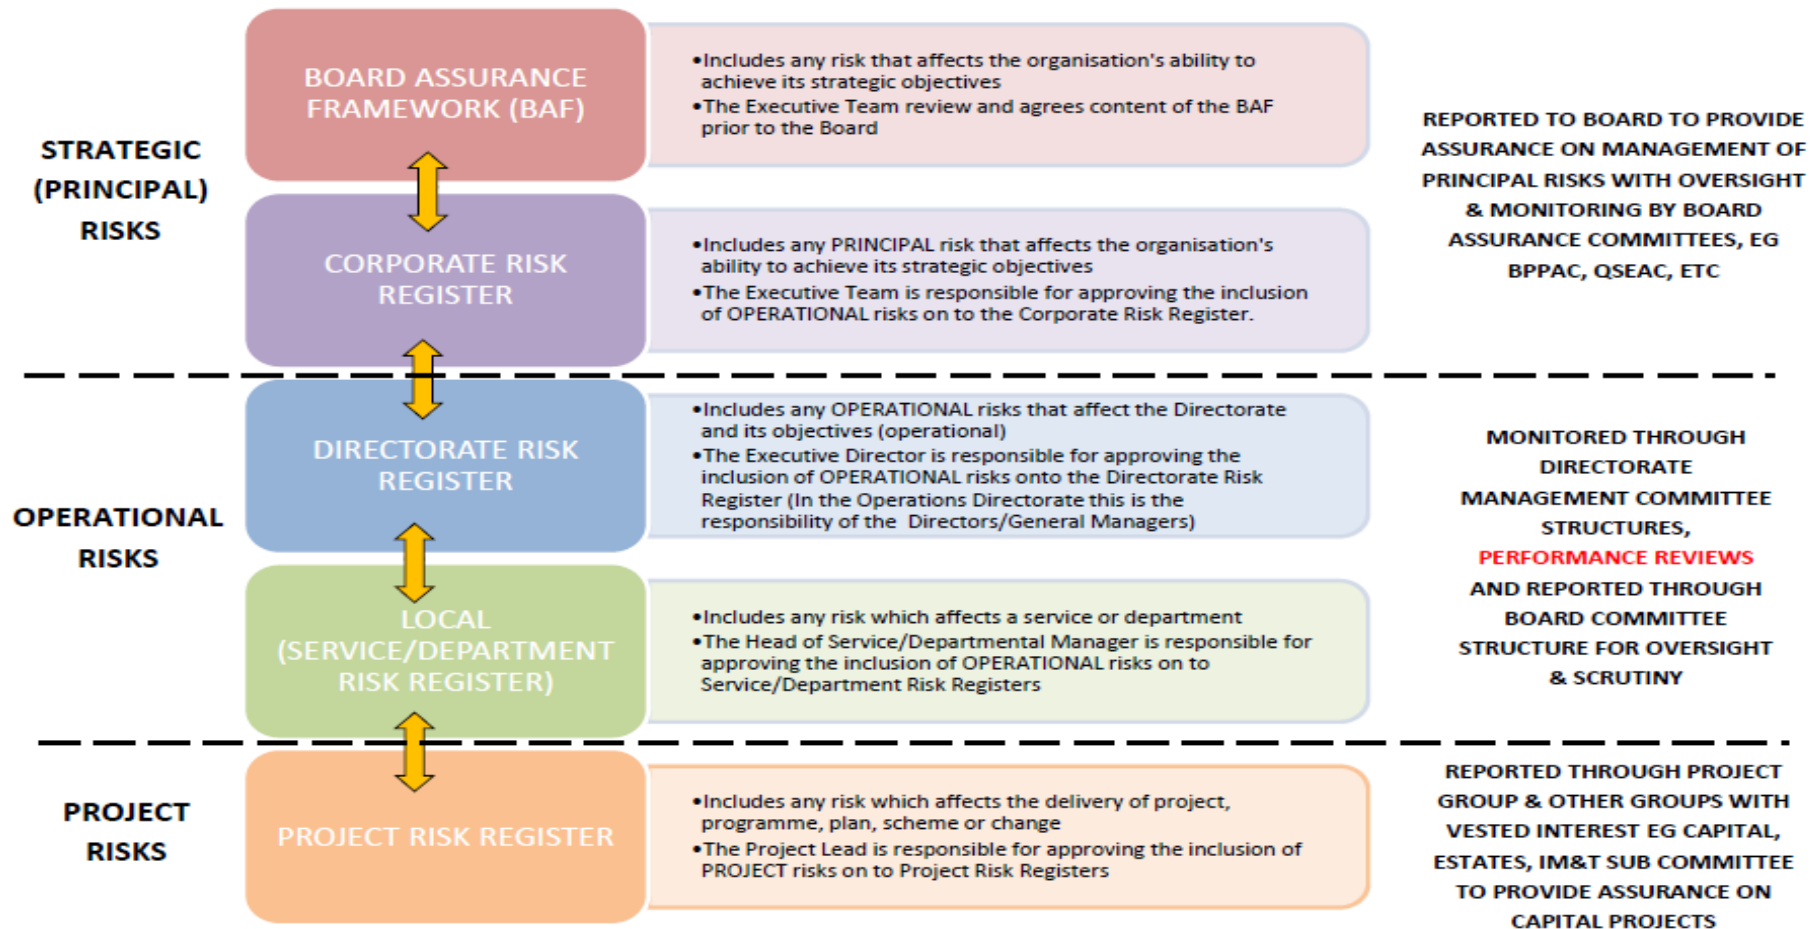 STRATEGIC
(PRINCIPAL)
RISKS
BOARD ASSURANCE
FRAMEWORK (BAF)
•Includes any risk that affects the organisation's ability to
achieve its strategic objectives
•The Executive Team review and agrees content of the BAF
prior to the Board
CORPORATE RISK
REGISTER
•Includes any PRINCIPAL risk that affects the organisation's
ability to achieve its strategic objectives
•The Executive Team is responsible for approving the inclusion
of OPERATIONAL risks on to the Corporate Risk Register.
REPORTED TO BOARD TO PROVIDE
ASSURANCE ON MANAGEMENT OF
PRINCIPAL RISKS WITH OVERSIGHT
& MONITORING BY BOARD
ASSURANCE COMMITTEES, EG
BPPAC, QSEAC, ETC
OPERATIONAL
RISKS
DIRECTORATE RISK
REGISTER
•Includes any OPERATIONAL risks that affect the Directorate
and its objectives (operational)
•The Executive Director is responsible for approving the
inclusion of OPERATIONAL risks onto the Directorate Risk
Register (In the Operations Directorate this is the
responsibility of the  Directors/General Managers)
LOCAL
(SERVICE/DEPARTMENT
RISK REGISTER)
•Includes any risk which affects a service or department
•The Head of Service/Departmental Manager is responsible for
approving the inclusion of OPERATIONAL risks on to
Service/Department Risk Registers
MONITORED THROUGH
DIRECTORATE
MANAGEMENT COMMITTEE
STRUCTURES,
PERFORMANCE REVIEWS
AND REPORTED THROUGH
BOARD COMMITTEE
STRUCTURE FOR OVERSIGHT
& SCRUTINY
PROJECT
RISKS
PROJECT RISK REGISTER
•Includes any risk which affects the delivery of project,
programme, plan, scheme or change
•The Project Lead is responsible for approving the inclusion of
PROJECT risks on to Project Risk Registers
REPORTED THROUGH PROJECT
GROUP & OTHER GROUPS WITH
VESTED INTEREST EG CAPITAL,
ESTATES, IM&T SUB COMMITTEE
TO PROVIDE ASSURANCE ON
CAPITAL PROJECTS